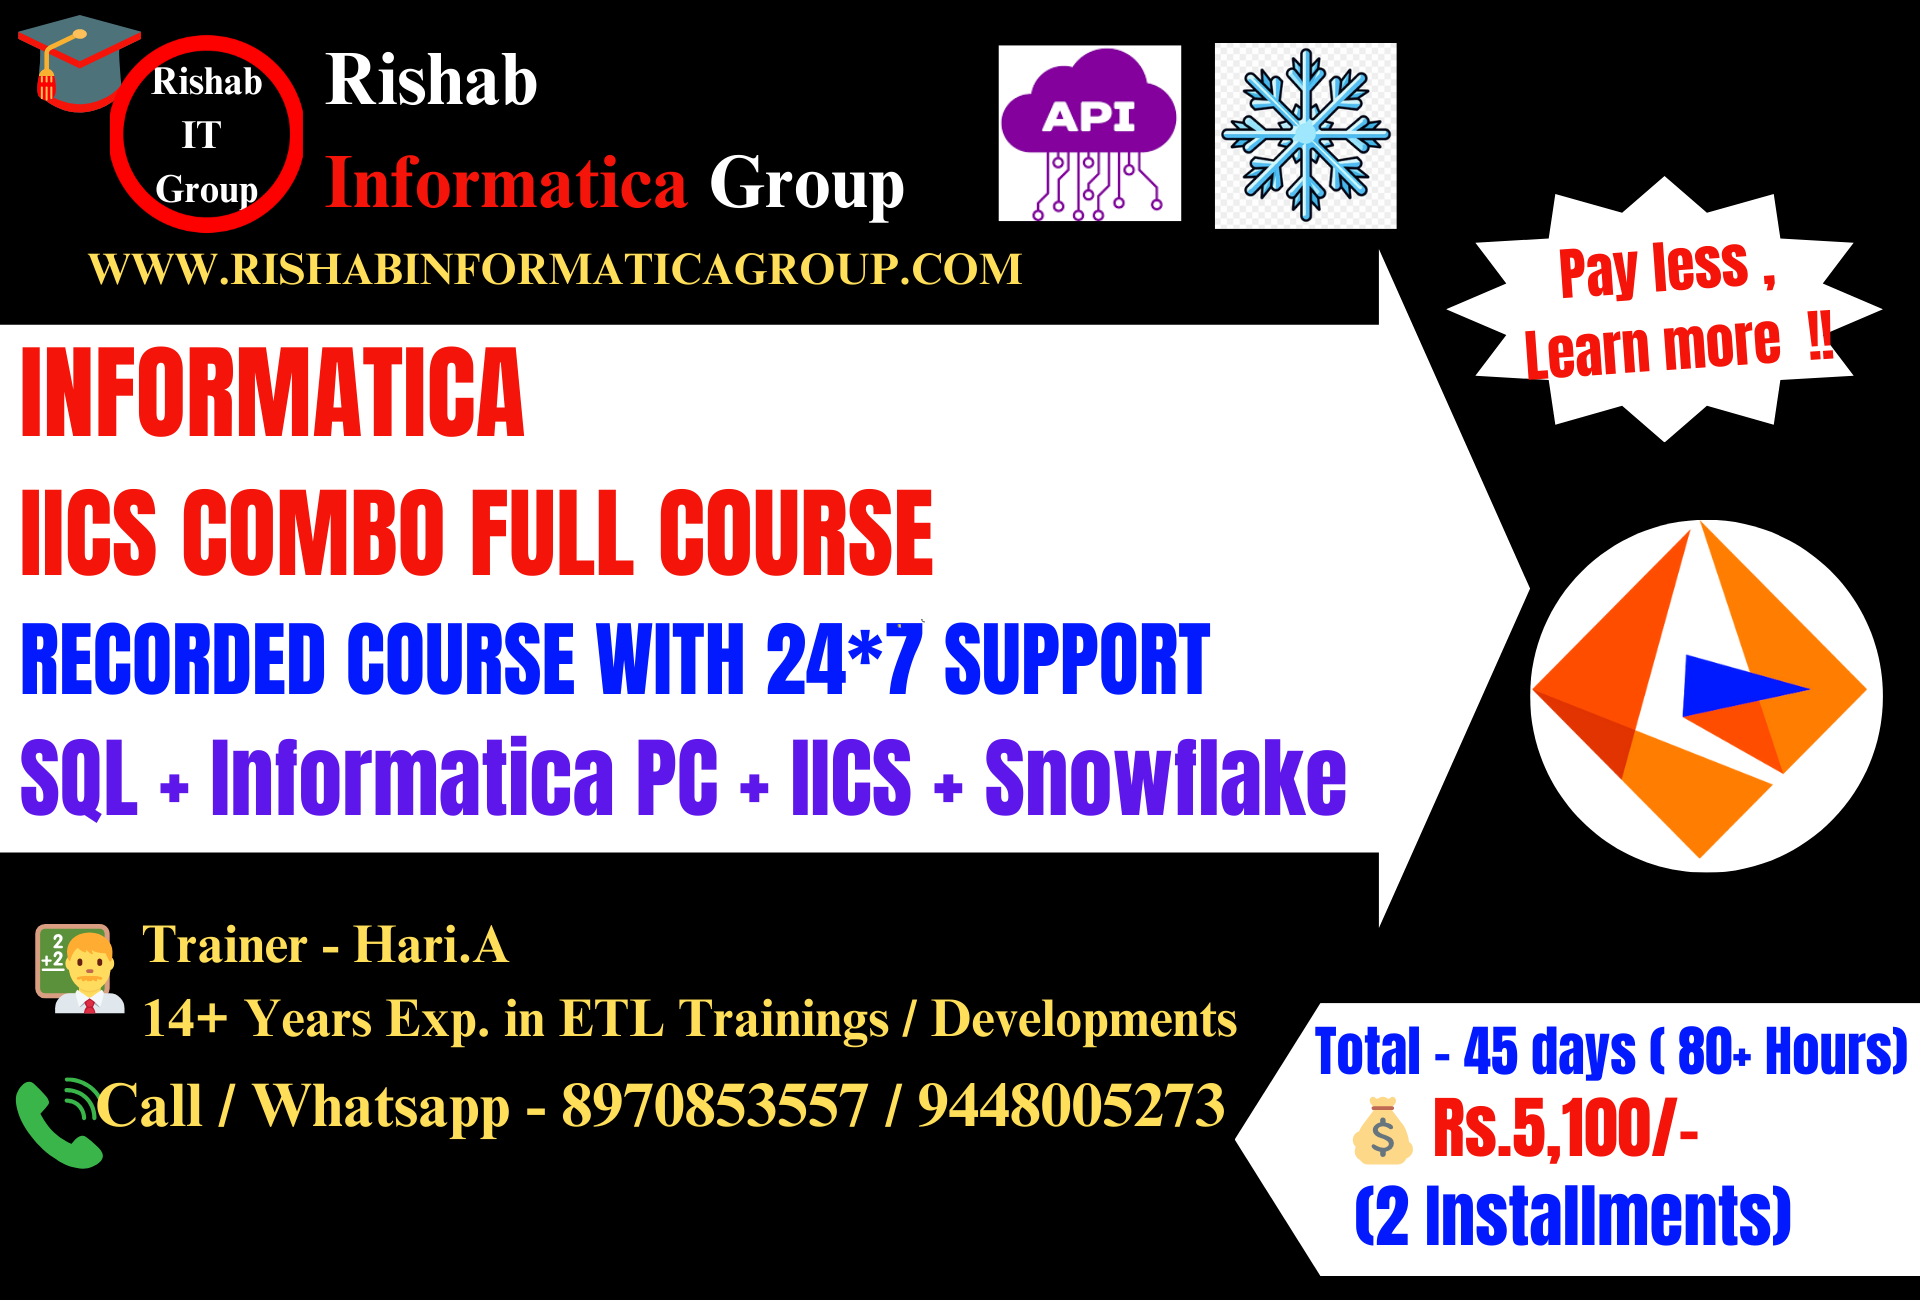 Rishab
IT
Group
Rishab
Informatica Group
WWW.RISHABINFORMATICAGROUP.COM
API
Pay less ,
Learn more !!
INFORMATICA
IICS COMBO FULL COURSE
RECORDED COURSE WITH 24*7 SUPPORT
SQL + Informatica PC + IICS + Snowflake
2
+2
Trainer - Hari.A
14+ Years Exp. in ETL Trainings / Developments
Call / Whatsapp - 8970853557 / 9448005273
Total - 45 days ( 80+ Hours)
$
Rs.5,100/-
(2 Installments)